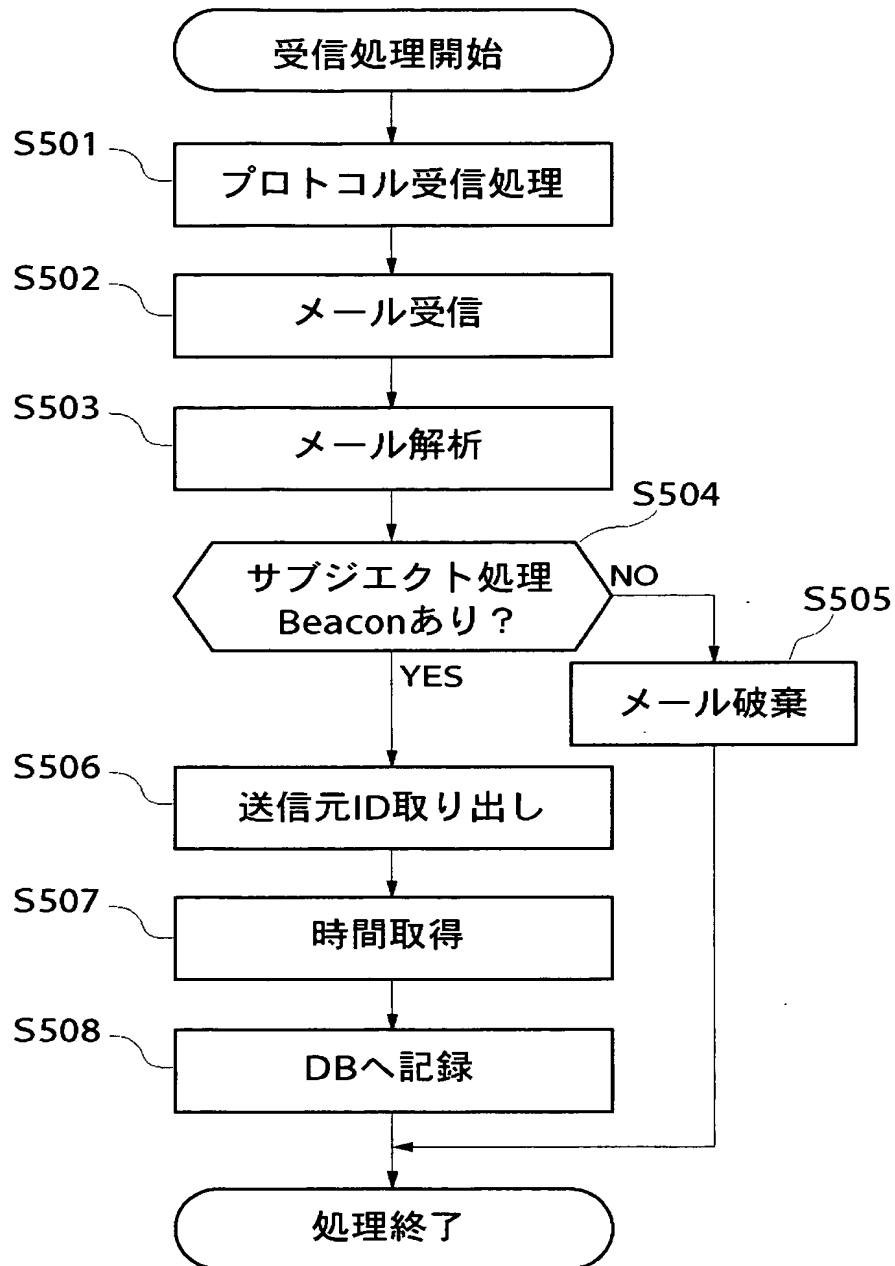 受信処理開始
S501
プロトコル受信処理
S502
メール受信
S503
メール解析
S504
サブジエクト処理
Beaconあり？
NO
YES
S505
メール破棄
S506
送信元ID取り出し
S507
時間取得
S508
DBへ記録
処理終了